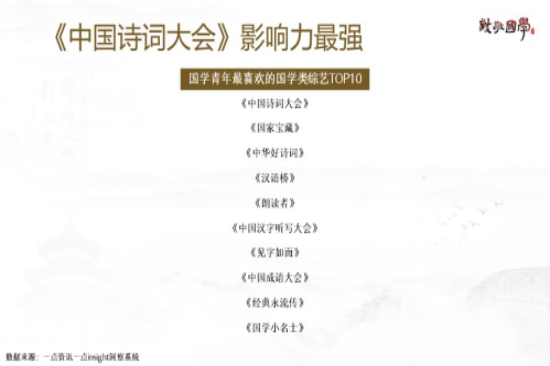 《中国诗词大会》影响力最强
致敬國學
国学青年最喜欢的国学类综艺TOP10
《中国诗词大会》
《国家宝藏》
《中华好诗词》
《汉语桥》
《朗读者》
《中国汉字听写大会》
《见字如面》
《中国成语大会》
《经典永流传》
《国学小名士》
数据来源：一点资讯一点insight洞察系统